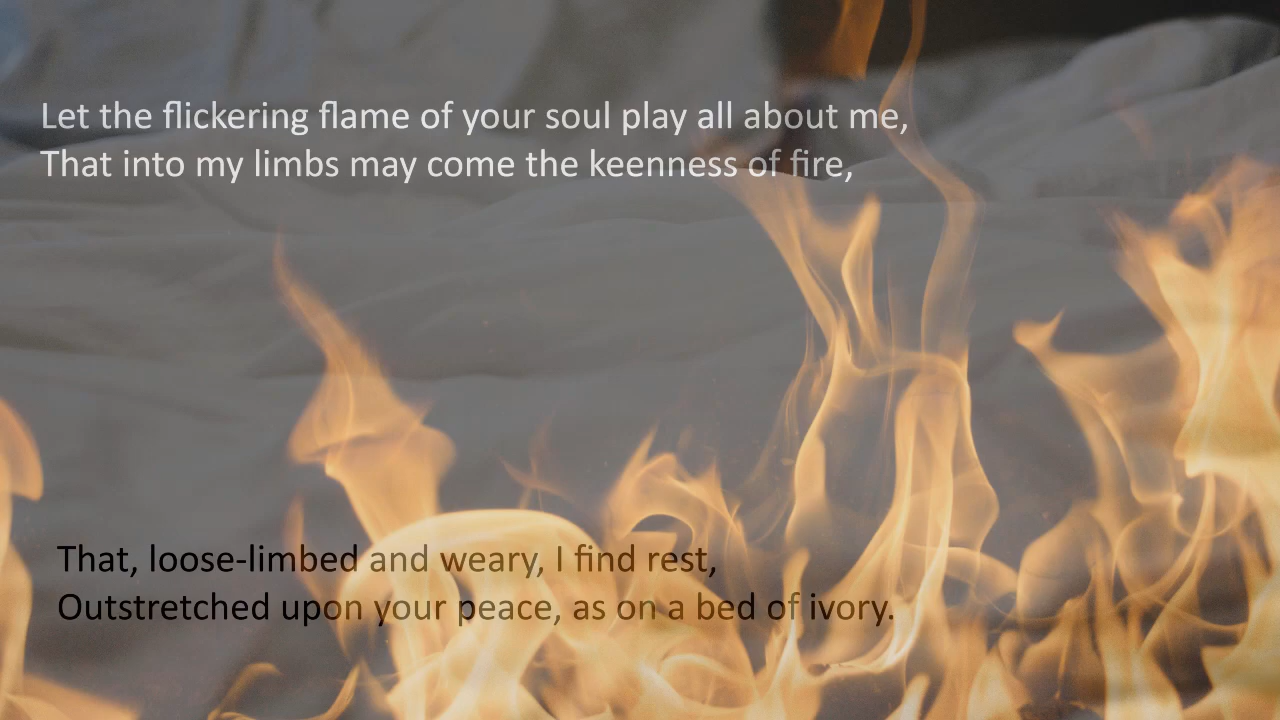 Let the flickering flame of your soul play all about me,
That into my limbs may come the keenness of fire,
That, loose-limbed and weary, I find rest,
Outstretched upon your peace, as on a bed of ivory.